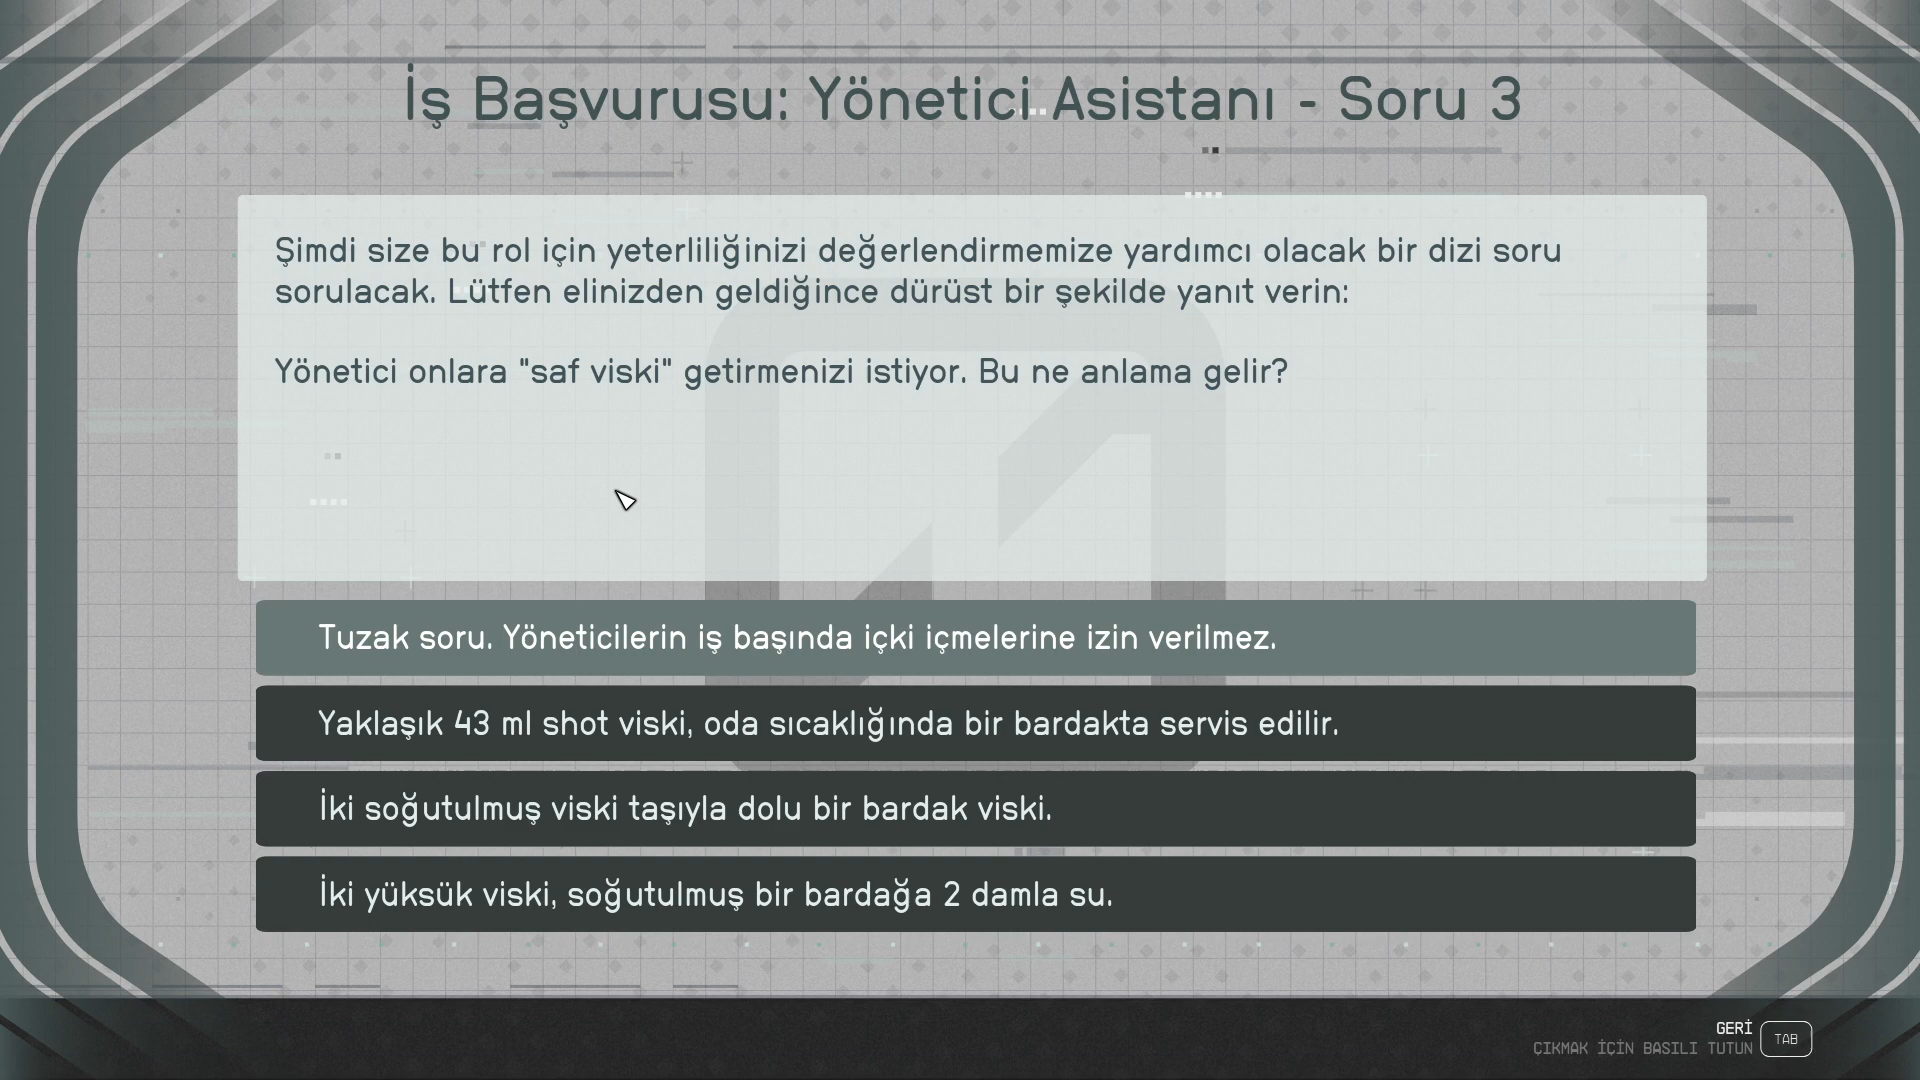 İş Başvurusu: Yönetici Asistanı - Soru 3
Şimdi size bu rol için yeterliliğinizi değerlendirmemize yardımcı olacak bir dizi soru
sorulacak. Lütfen elinizden geldiğince dürüst bir şekilde yanıt verin:
Yönetici onlara "saf viski" getirmenizi istiyor. Bu ne anlama gelir?
Tuzak soru. Yöneticilerin iş başında içki içmelerine izin verilmez.
Yaklaşık 43 ml shot viski, oda sıcaklığında bir bardakta servis edilir.
İki soğutulmuş viski taşıyla dolu bir bardak viski.
İki yüksük viski, soğutulmuş bir bardağa 2 damla su.
GERİ
ÇIKMAK İÇİN BASILI TUTUN TAB